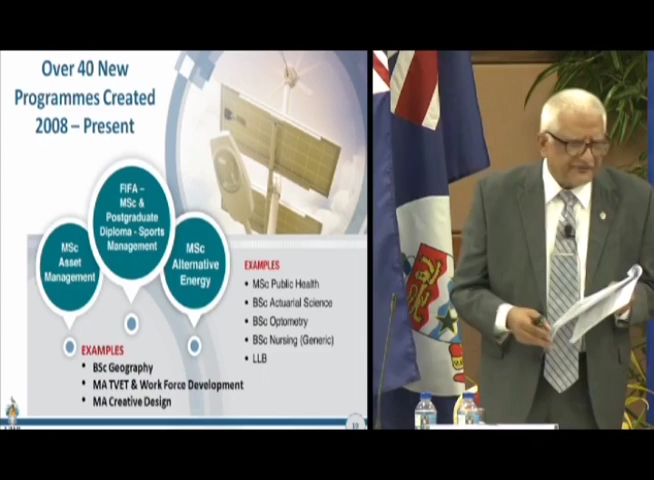 Over 40 New
Programmes Created
2008 – Present
FIFA –
MSc &
Postgraduate
Diploma - Sports
Management
MSc
Asset
Management
MSc
Alternative
Energy
EXAMPLES
• MSc Public Health
• BSc Actuarial Science
• BSc Optometry
• BSc Nursing (Generic)
• LLB
EXAMPLES
• BSc Geography
• MA TVET & Work Force Development
• MA Creative Design